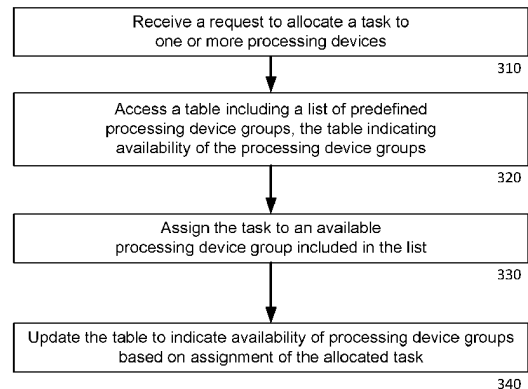 Receive a request to allocate a task to
one or more processing devices
310
Access a table including a list of predefined
processing device groups, the table indicating
availability of the processing device groups
320
Assign the task to an available
processing device group included in the list
330
Update the table to indicate availability of processing device groups
based on assignment of the allocated task
340